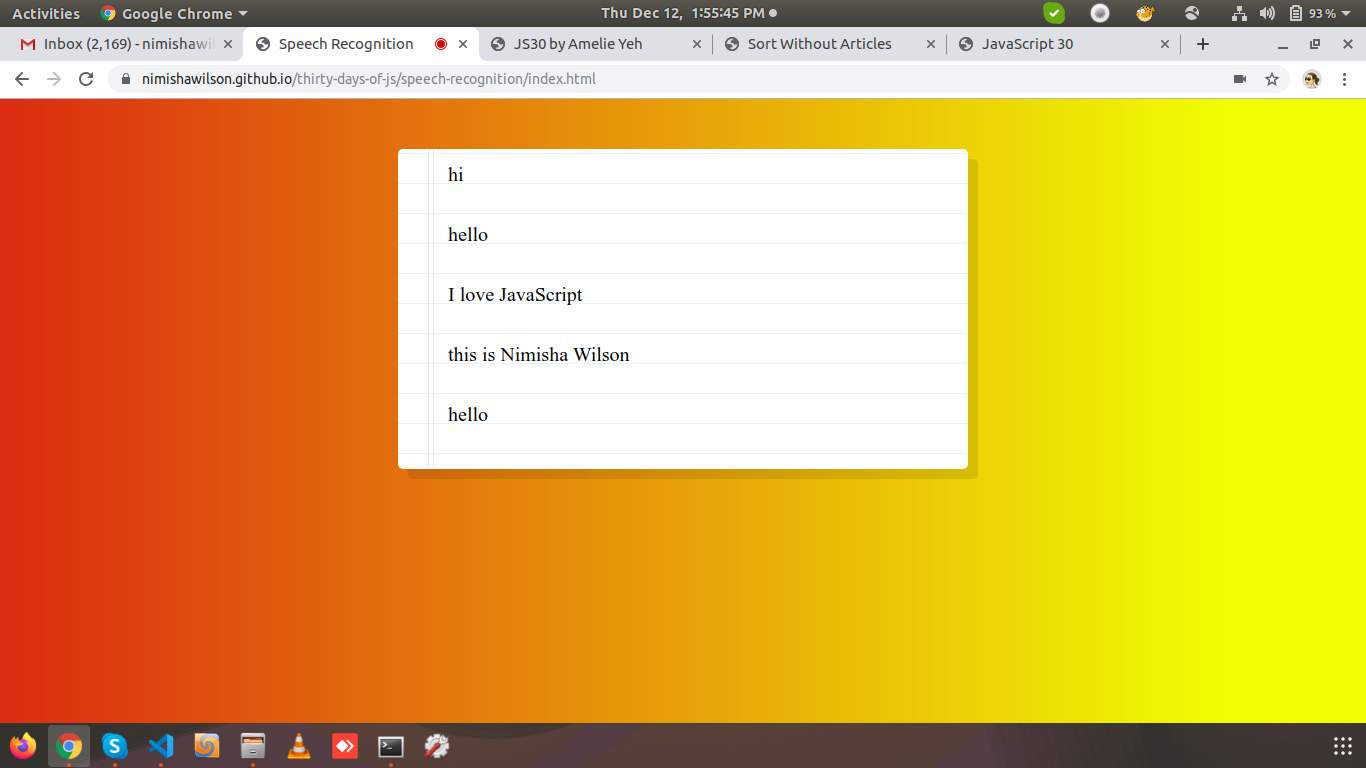 Activities Google Chrome Thu Dec 12, 1:55:45 PM 93 %
Inbox (2,169) - nimishawil Speech Recognition JS30 by Amelie Yeh Sort Without Articles JavaScript 30
nimishawilson.github.io/thirty-days-of-js/speech-recognition/index.html
hi
hello
I love JavaScript
this is Nimisha Wilson
hello